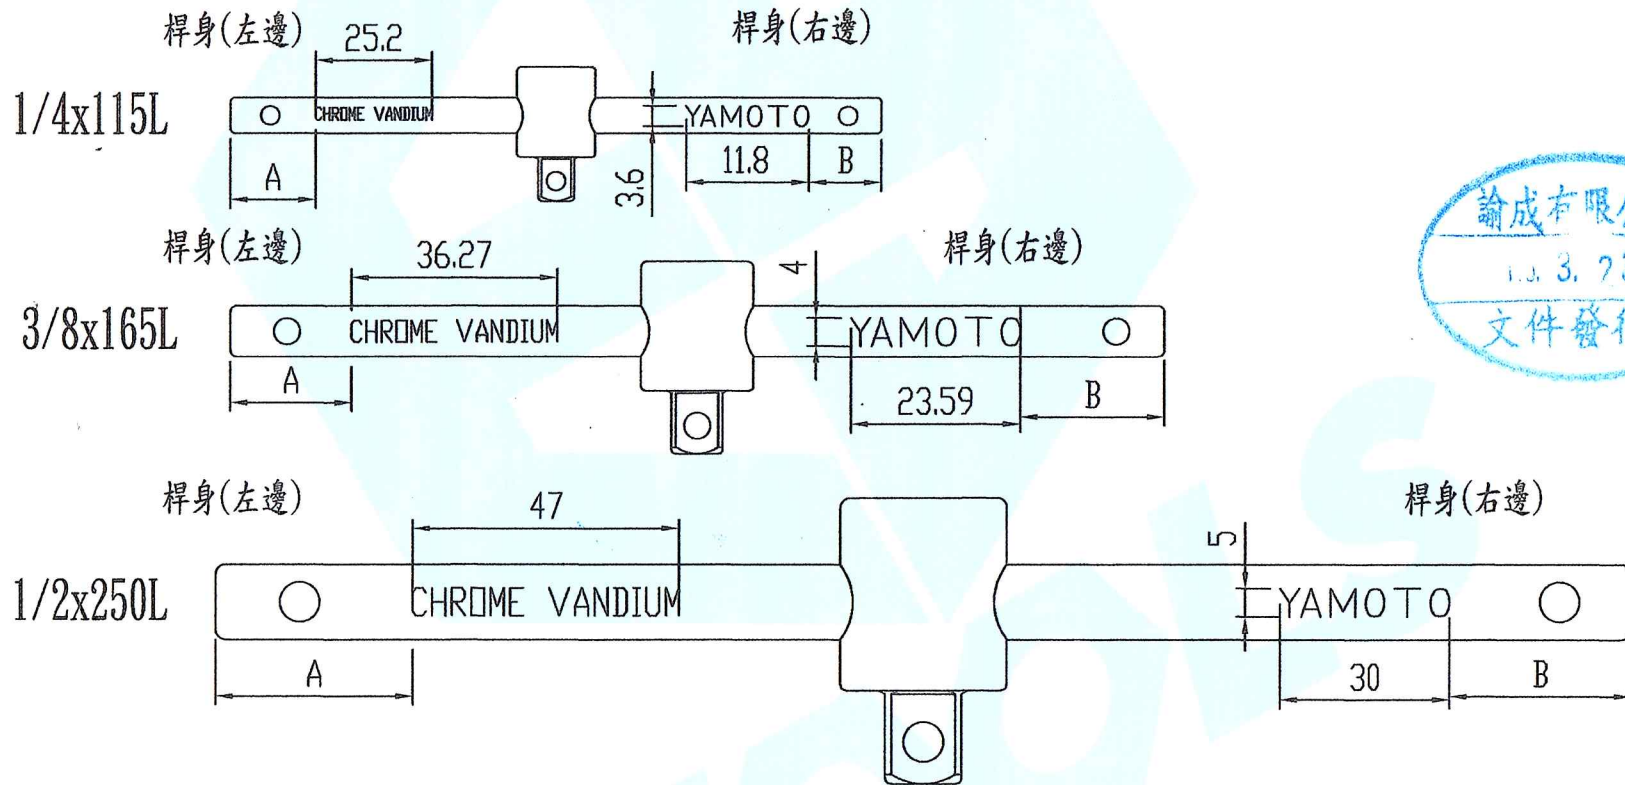 桿身(左邊) 25.2 桿身(右邊)
1/4x115L CHROME VANDIUM YAMOTO
A 3.6 11.8 B
桿身(左邊) 36.27 4 桿身(右邊)
3/8x165L CHROME VANDIUM YAMOTO
A 23.59 B
桿身(左邊) 47 5 桿身(右邊)
1/2x250L CHROME VANDIUM YAMOTO
A 30 B
諭成有限
3.
文件發